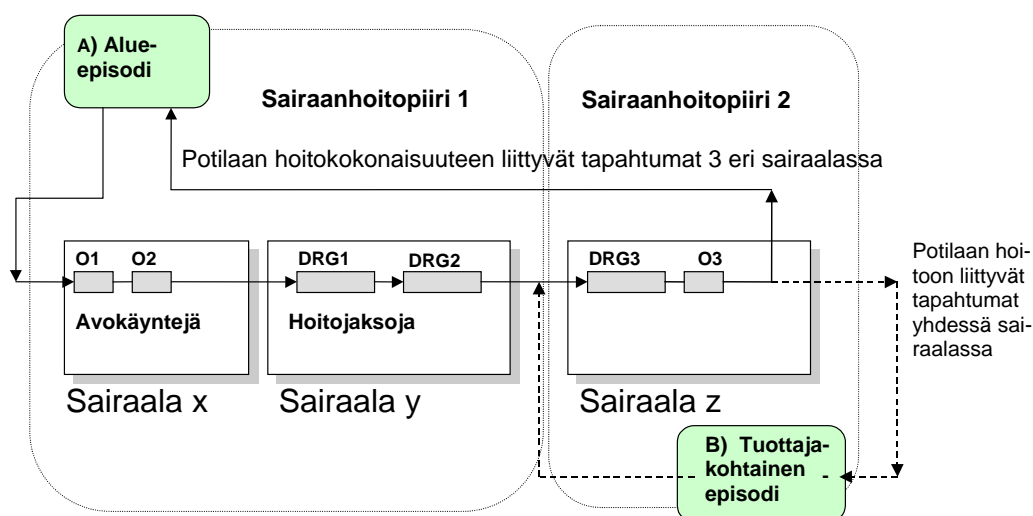 A) Alue-
episodi
Sairaanhoitopiiri 1
Sairaanhoitopiiri 2
Potilaan hoitokokonaisuuteen liittyvät tapahtumat 3 eri sairaalassa
O1 O2
DRG1 DRG2
DRG3 O3
Avokäyntejä
Hoitojaksoja
Potilaan hoi-
toon liittyvät
tapahtumat
yhdessä sai-
raalassa
Sairaala x
Sairaala y
Sairaala z
B) Tuottaja-
kohtainen -
episodi